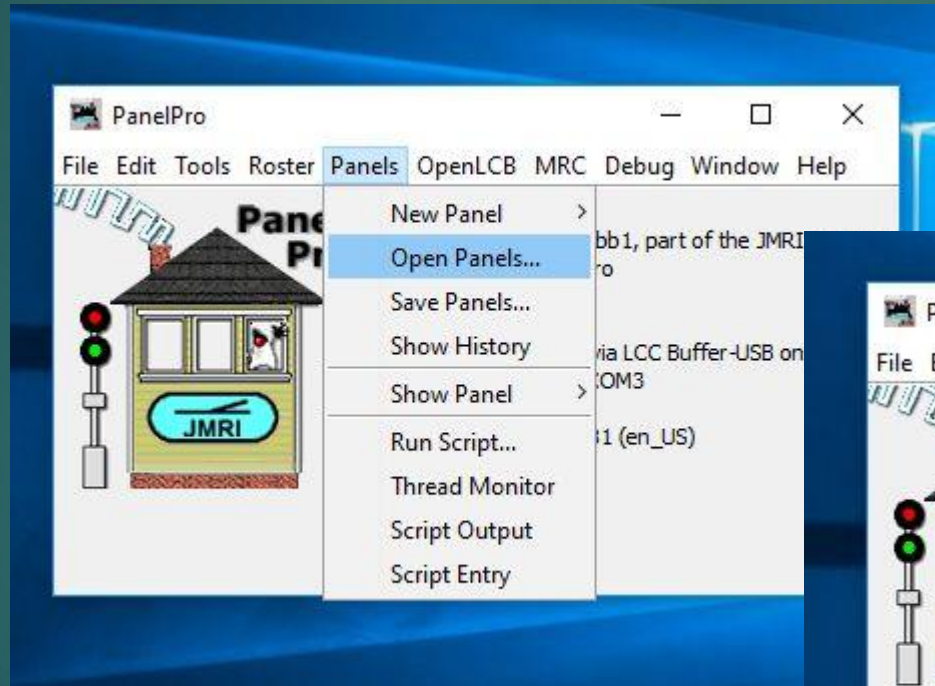 PanelPro
File Edit Tools Roster Panels OpenLCB MRC Debug Window Help
New Panel
Open Panels...
Save Panels...
Show History
Show Panel
Run Script...
Thread Monitor
Script Output
Script Entry
bb1, part of the JMRI
ro
via LCC Buffer-USB on
COM3
(en_US)
JMRI
File